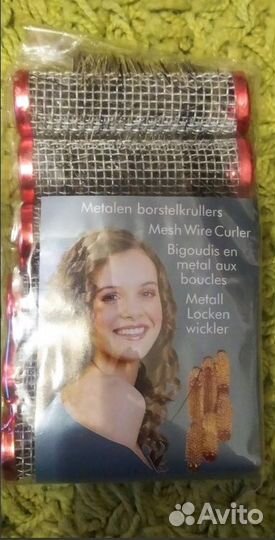 Metalen borstelkrullers
Mesh Wire Curler
Bigoudis en
metal aux
boucles
Metall
Locken
wickler
Avito